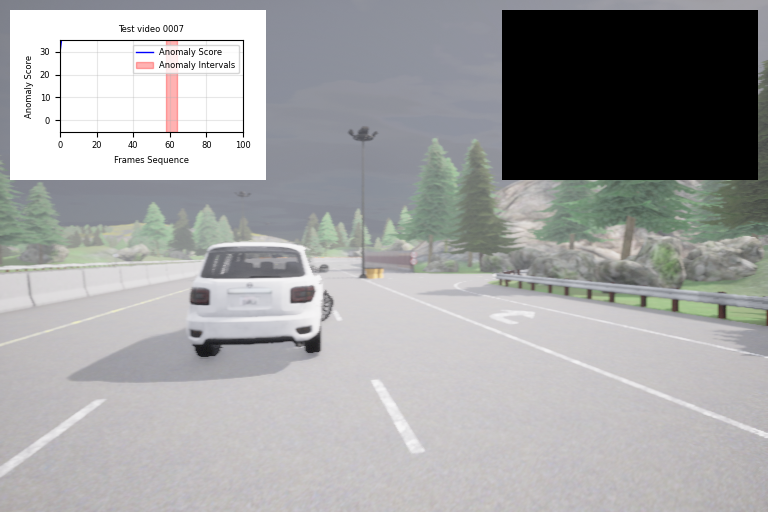 Test video 0007
Anomaly Score
30
20
10
0
Anomaly Score
Anomaly Intervals
0 20 40 60 80 100
Frames Sequence